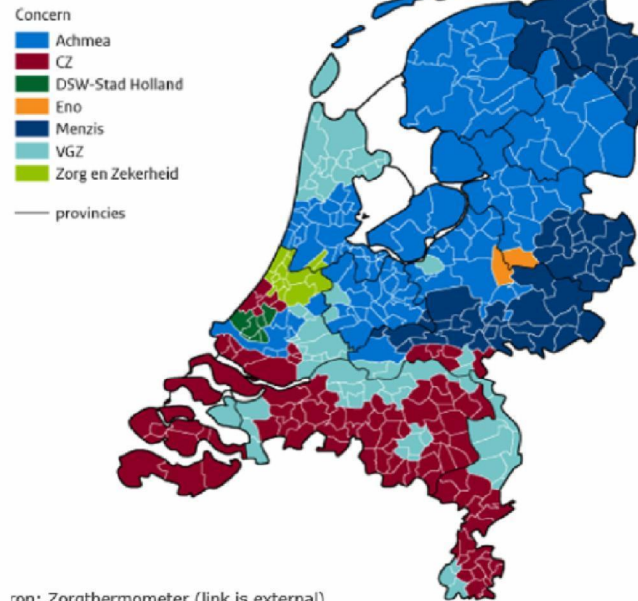 Concern
Achmea
CZ
DSW-Stad Holland
Eno
Menzis
VGZ
Zorg en Zekerheid
provincies
Zorgthermometer (link is external)